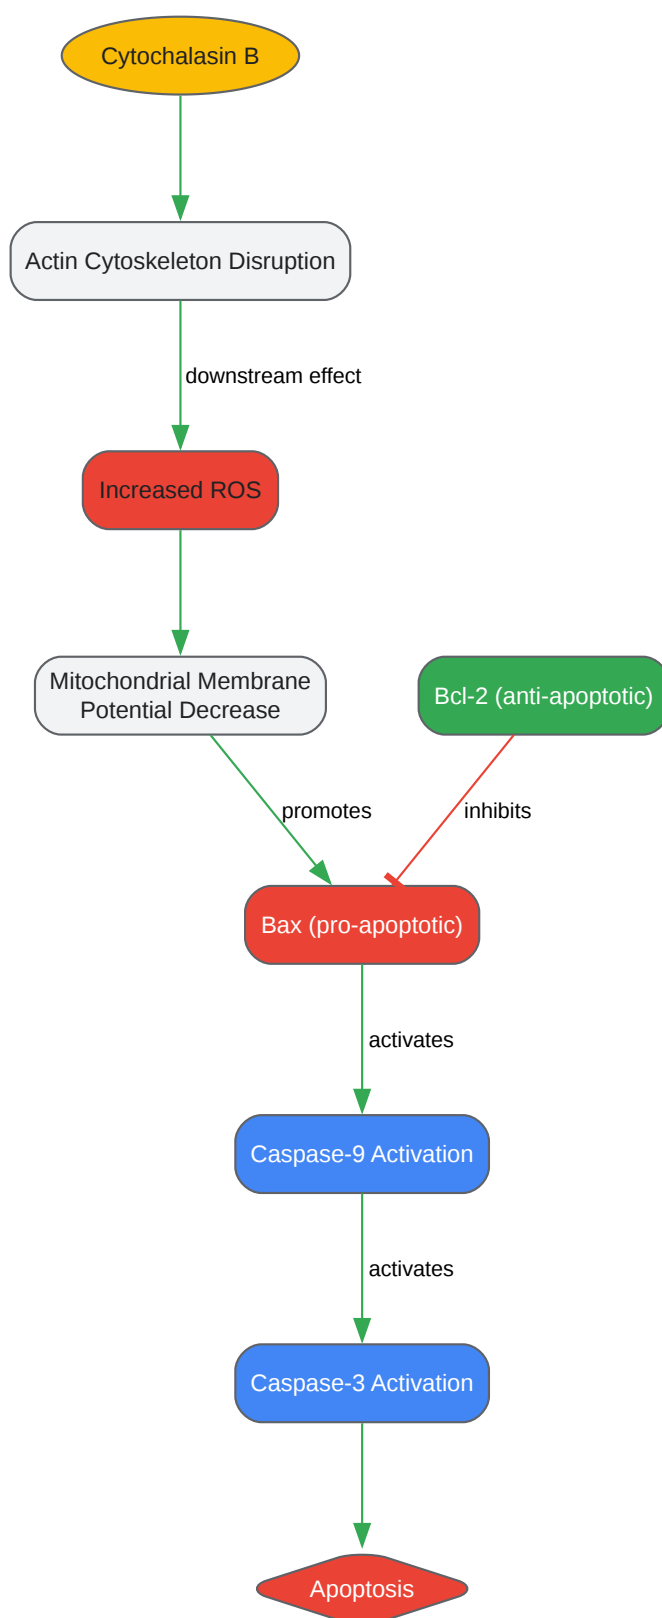 Cytochalasin B
Actin Cytoskeleton Disruption
downstream effect
Increased ROS
Mitochondrial Membrane
Potential Decrease
Bcl-2 (anti-apoptotic)
promotes
inhibits
Bax (pro-apoptotic)
activates
Caspase-9 Activation
activates
Caspase-3 Activation
Apoptosis